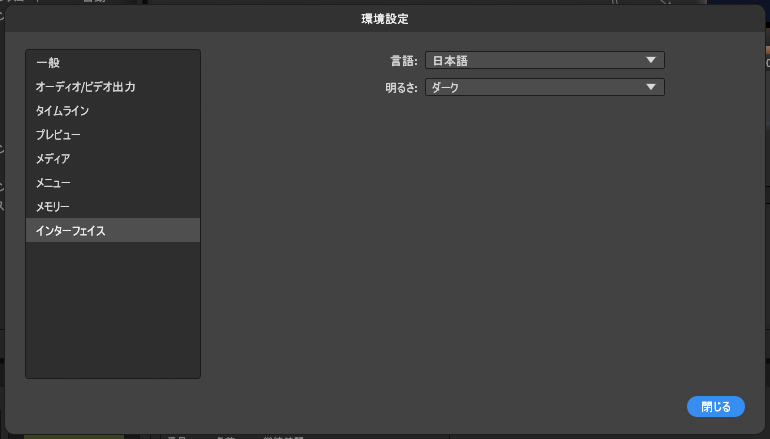 環境設定
一般
オーディオ/ビデオ出力
タイムライン
プレビュー
メディア
メニュー
メモリー
インターフェイス
言語: 日本語
明るさ: ダーク
閉じる